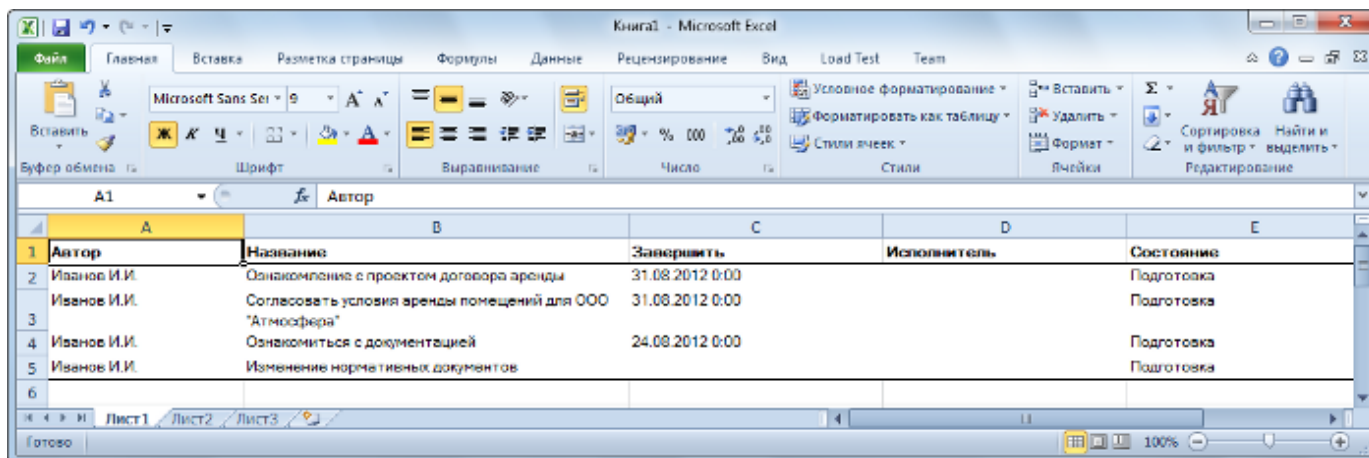 Книга1 - Microsoft Excel
Файл Главная Вставка Разметка страницы Формулы Данные Рецензирование Вид Load Test Team
Microsoft Sans Ser 9 Общий Условное форматирование Вставить Σ
Вставить Форматировать как таблицу Удалить Сортировка Найти и
Ж К Ч % 000 Стили ячеек Формат и фильтр выделить
Буфер обмена Шрифт Выравнивание Число Стили Ячейки Редактирование
A1 fx Автор
A B C D E
1 Автор Название Завершить Исполнитель Состояние
2 Иванов И.И. Ознакомление с проектом договора аренды 31.08.2012 0:00 Подготовка
3 Иванов И.И. Согласовать условия аренды помещений для ООО 31.08.2012 0:00 Подготовка
"Атмосфера"
4 Иванов И.И. Ознакомиться с документацией 24.08.2012 0:00 Подготовка
5 Иванов И.И. Изменение нормативных документов Подготовка
6
Лист1 Лист2 Лист3
Готово 100%